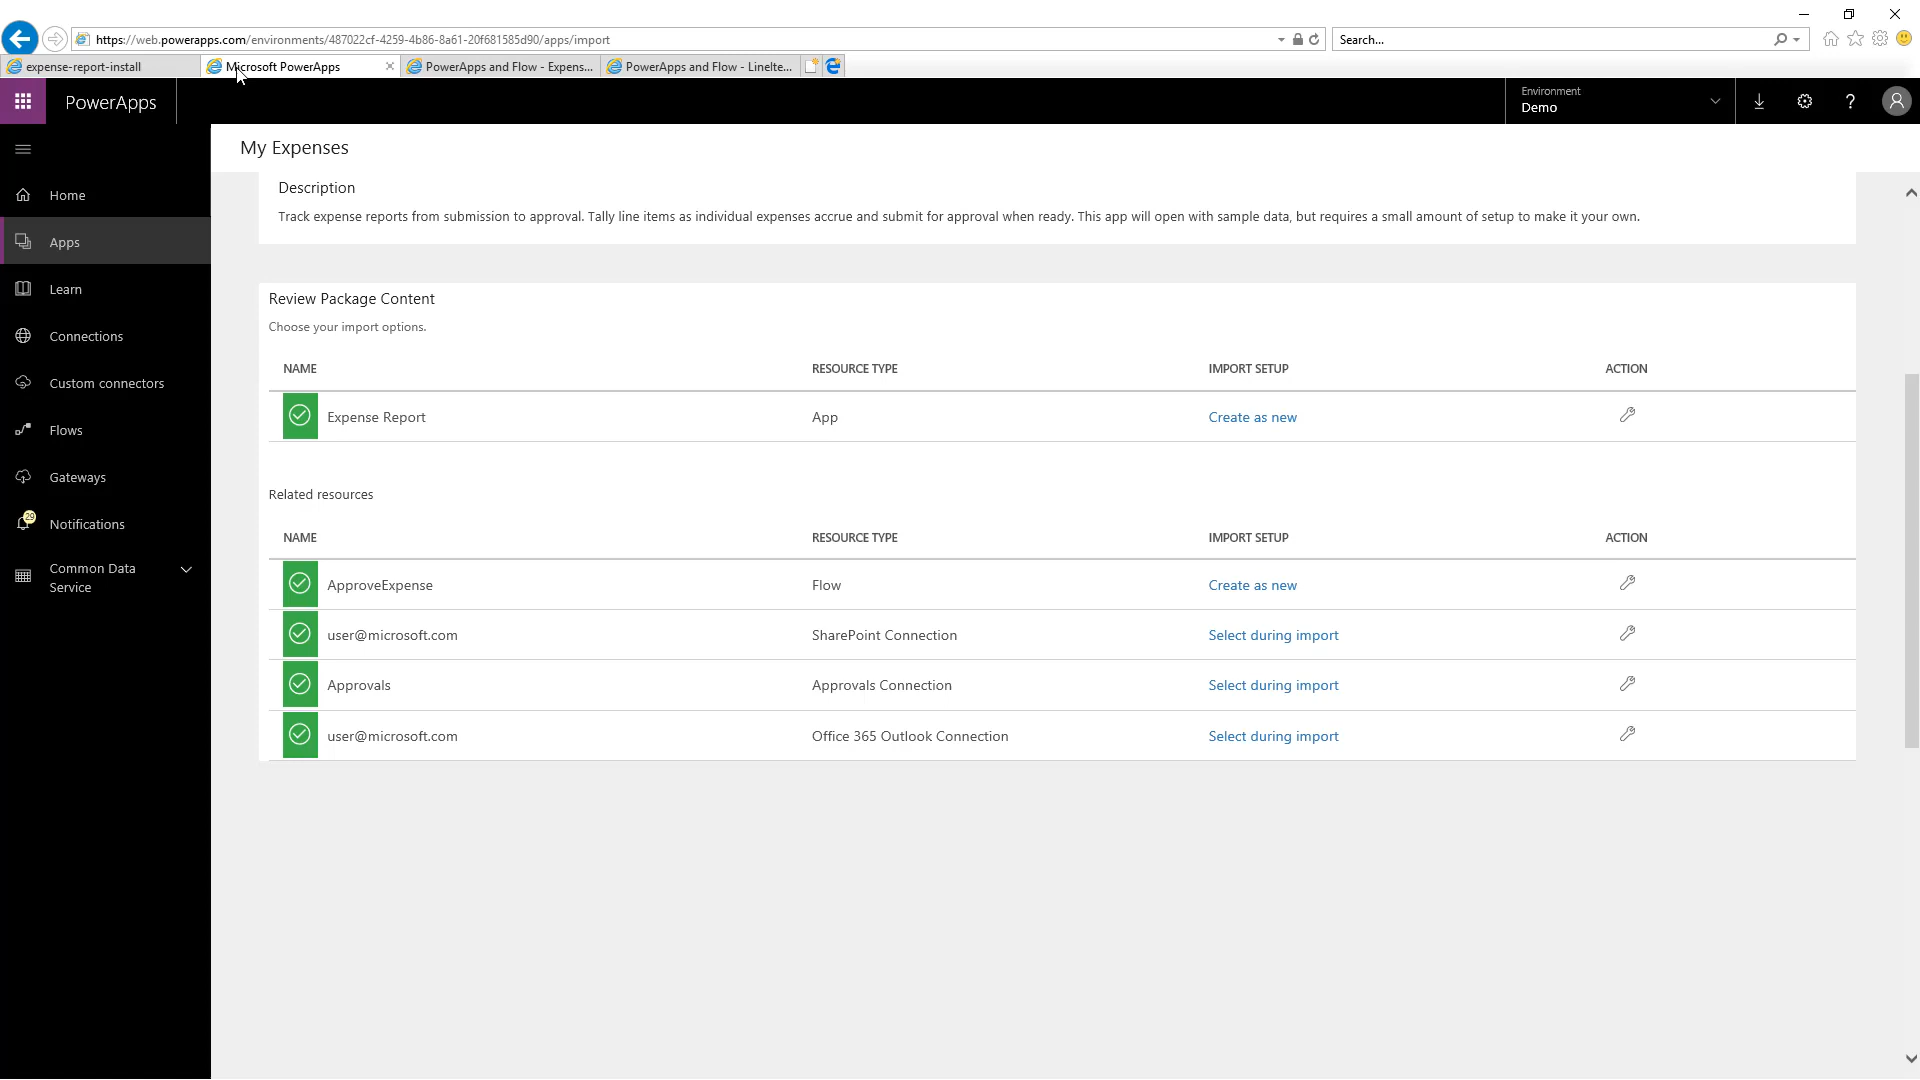 https://web.powerapps.com/environments/487022cf-4259-4b86-8a61-20f681585d90/apps/import
Search...
expense-report-install
Microsoft PowerApps
PowerApps and Flow - Expens...
PowerApps and Flow - LineIte...
PowerApps
Environment
Demo
My Expenses
Home
Apps
Learn
Connections
Custom connectors
Flows
Gateways
29
Notifications
Common Data
Service
Description
Track expense reports from submission to approval. Tally line items as individual expenses accrue and submit for approval when ready. This app will open with sample data, but requires a small amount of setup to make it your own.
Review Package Content
Choose your import options.
NAME RESOURCE TYPE IMPORT SETUP ACTION
Expense Report App Create as new
Related resources
NAME RESOURCE TYPE IMPORT SETUP ACTION
ApproveExpense Flow Create as new
user@microsoft.com SharePoint Connection Select during import
Approvals Approvals Connection Select during import
user@microsoft.com Office 365 Outlook Connection Select during import